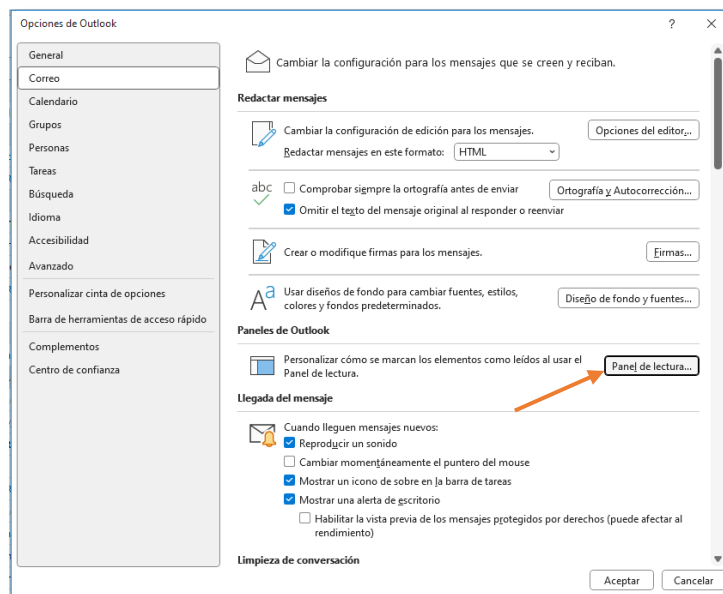 Opciones de Outlook
?
General
Correo
Calendario
Grupos
Personas
Tareas
Búsqueda
Idioma
Accesibilidad
Avanzado
Personalizar cinta de opciones
Barra de herramientas de acceso rápido
Complementos
Centro de confianza
Cambiar la configuración para los mensajes que se creen y reciban.
Redactar mensajes
Cambiar la configuración de edición para los mensajes.
Opciones del editor...
Redactar mensajes en este formato: HTML
abc
Comprobar siempre la ortografía antes de enviar
Ortografía y Autocorrección...
Omitir el texto del mensaje original al responder o reenviar
Crear o modifique firmas para los mensajes.
Firmas...
Usar diseños de fondo para cambiar fuentes, estilos,
colores y fondos predeterminados.
Diseño de fondo y fuentes...
Paneles de Outlook
Personalizar cómo se marcan los elementos como leídos al usar el
Panel de lectura.
Panel de lectura...
Llegada del mensaje
Cuando lleguen mensajes nuevos:
Reproducir un sonido
Cambiar momentáneamente el puntero del mouse
Mostrar un icono de sobre en la barra de tareas
Mostrar una alerta de escritorio
Habilitar la vista previa de los mensajes protegidos por derechos (puede afectar al
rendimiento)
Limpieza de conversación
Aceptar
Cancelar